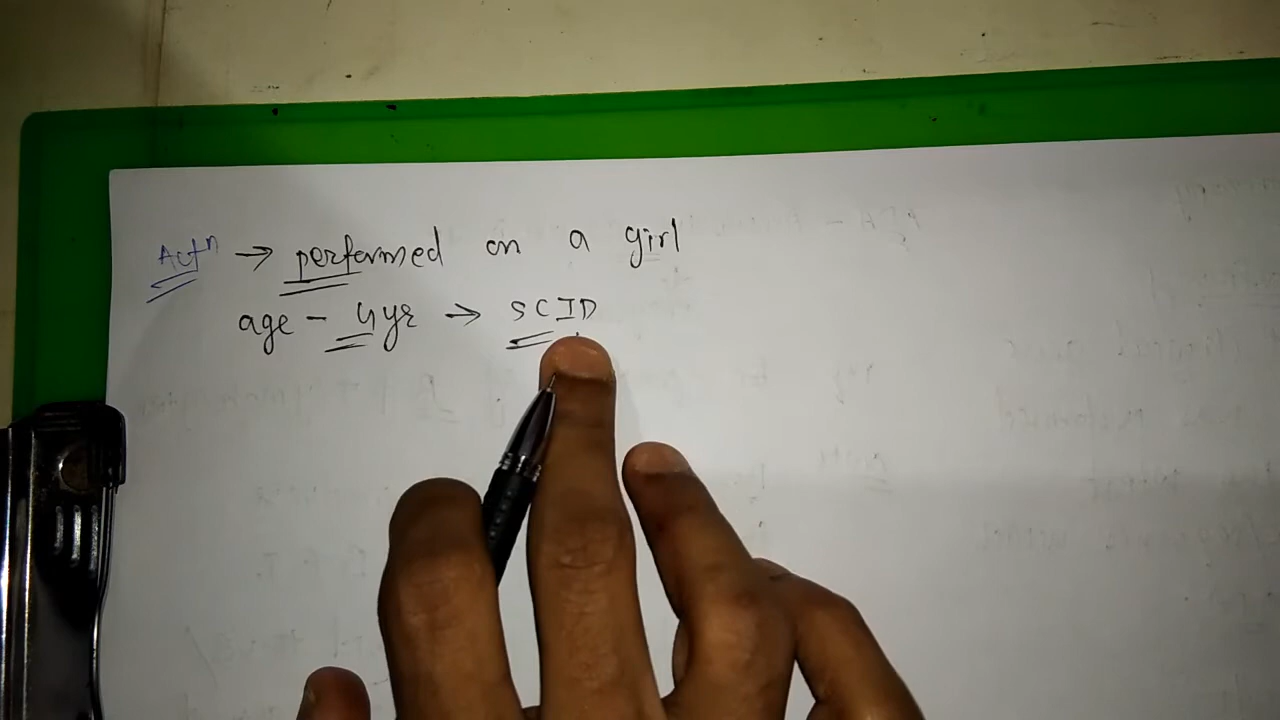 Actⁿ → performed on a girl
age - 4yr → SCID